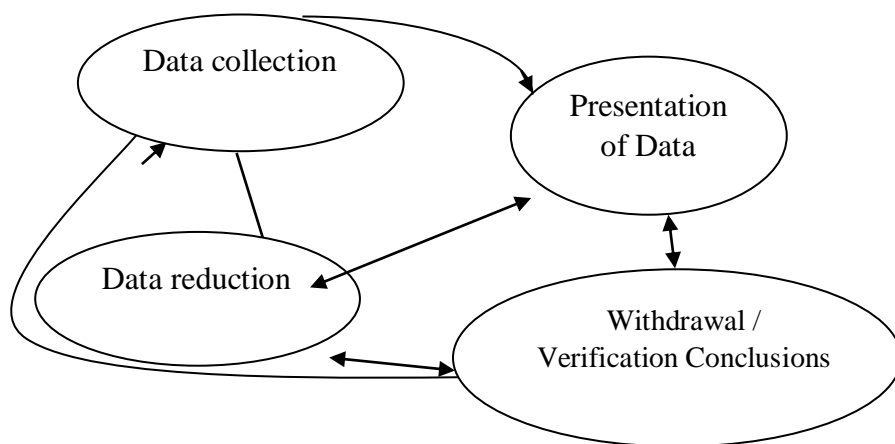 Data collection
Presentation
of Data
Data reduction
Withdrawal /
Verification Conclusions